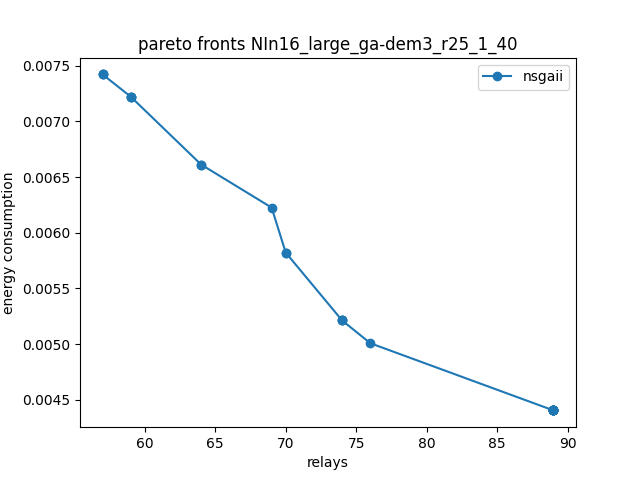 pareto fronts NIn16_large_ga-dem3_r25_1_40
nsgaii
0.0075
0.0070
0.0065
0.0060
0.0055
0.0050
0.0045
energy consumption
60 65 70 75 80 85 90
relays